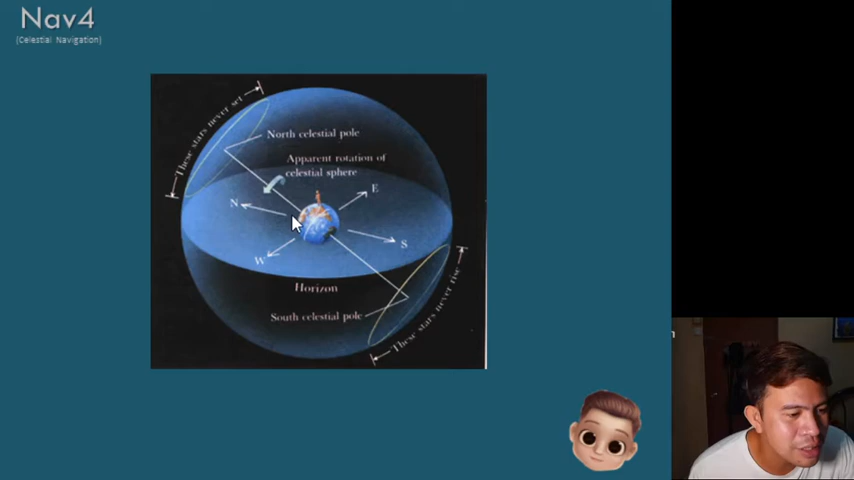 Nav4
(Celestial Navigation)
These stars never set
North celestial pole
Apparent rotation of
celestial sphere
E
N
S
W
Horizon
South celestial pole
These stars never rise